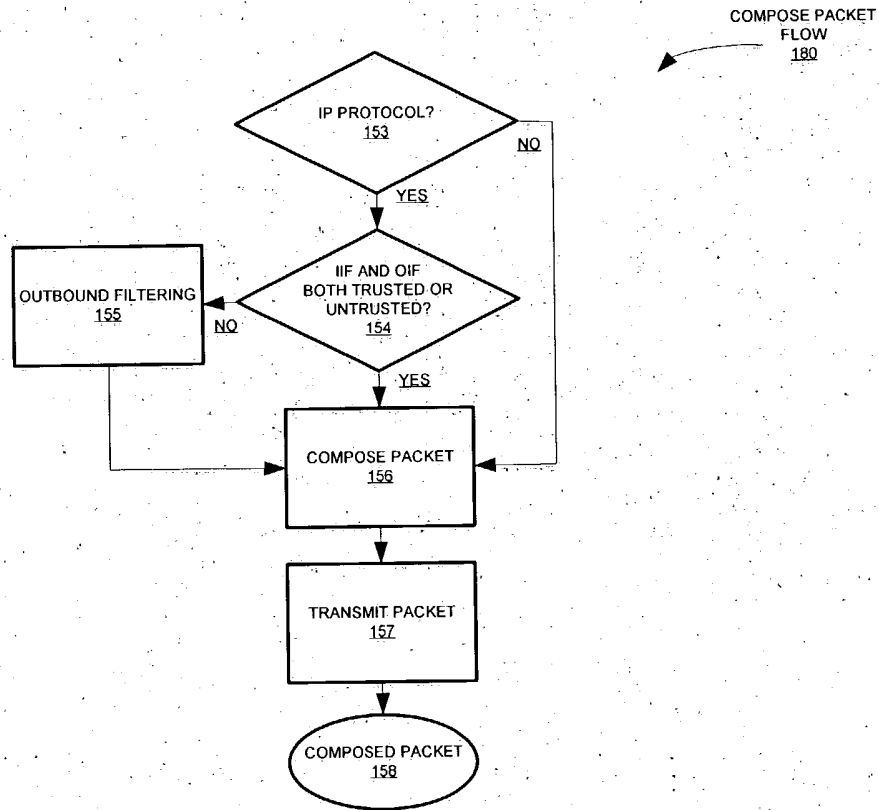 COMPOSE PACKET
FLOW
180
IP PROTOCOL?
153
NO
YES
IIF AND OIF
BOTH TRUSTED OR
UNTRUSTED?
154
OUTBOUND FILTERING
155
NO
YES
COMPOSE PACKET
156
TRANSMIT PACKET
157
COMPOSED PACKET
158